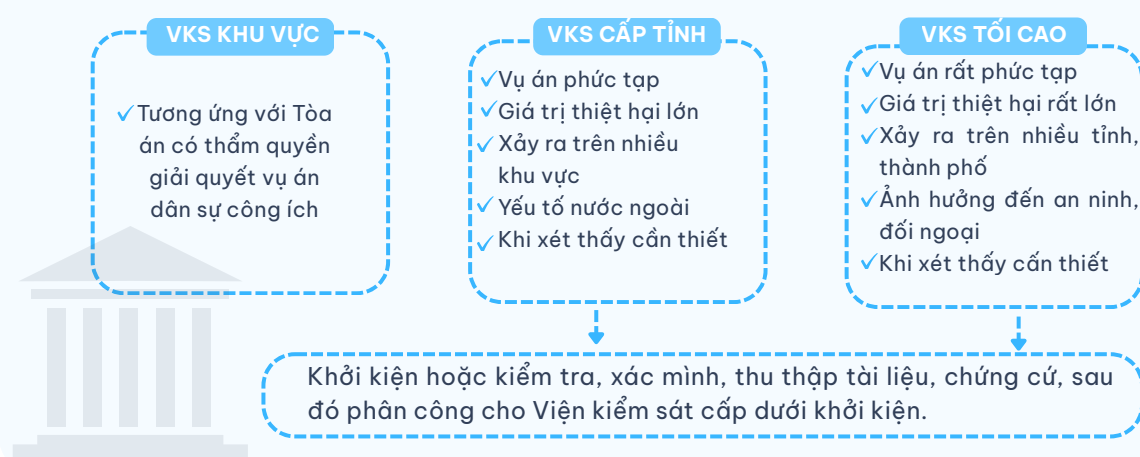 VKS KHU VỰC
Tương ứng với Tòa
án có thẩm quyền
giải quyết vụ án
dân sự công ích
VKS CẤP TỈNH
Vụ án phức tạp
Giá trị thiệt hại lớn
Xảy ra trên nhiều
khu vực
Yếu tố nước ngoài
Khi xét thấy cần thiết
VKS TỐI CAO
Vụ án rất phức tạp
Giá trị thiệt hại rất lớn
Xảy ra trên nhiều tỉnh,
thành phố
Ảnh hưởng đến an ninh,
đối ngoại
Khi xét thấy cấn thiết
Khởi kiện hoặc kiểm tra, xác mình, thu thập tài liệu, chứng cứ, sau
đó phân công cho Viện kiểm sát cấp dưới khởi kiện.